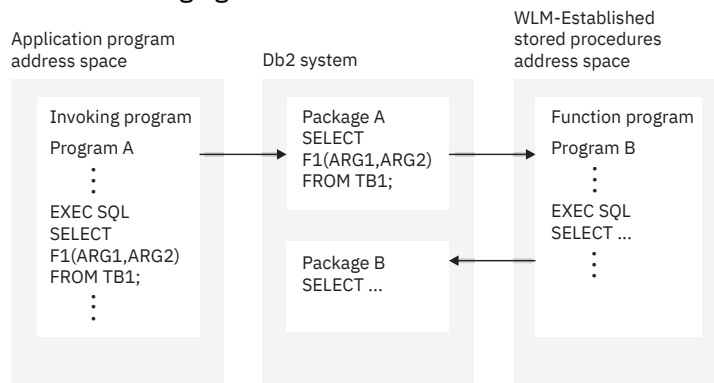 Application program
address space
Db2 system
WLM-Established
stored procedures
address space
Invoking program
Program A
EXEC SQL
SELECT
F1(ARG1,ARG2)
FROM TB1;
Package A
SELECT
F1(ARG1,ARG2)
FROM TB1;
Package B
SELECT ...
Function program
Program B
EXEC SQL
SELECT ...